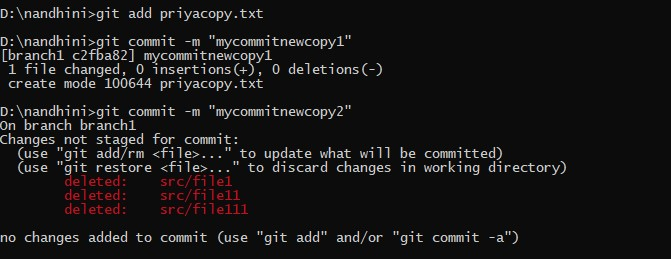 D:\nandhini>git add priyacopy.txt
D:\nandhini>git commit -m "mycommitnewcopy1"
[branch1 c2fba82] mycommitnewcopy1
1 file changed, 0 insertions(+), 0 deletions(-)
create mode 100644 priyacopy.txt
D:\nandhini>git commit -m "mycommitnewcopy2"
On branch branch1
Changes not staged for commit:
(use "git add/rm <file>..." to update what will be committed)
(use "git restore <file>..." to discard changes in working directory)
deleted:    src/file1
deleted:    src/file11
deleted:    src/file111
no changes added to commit (use "git add" and/or "git commit -a")